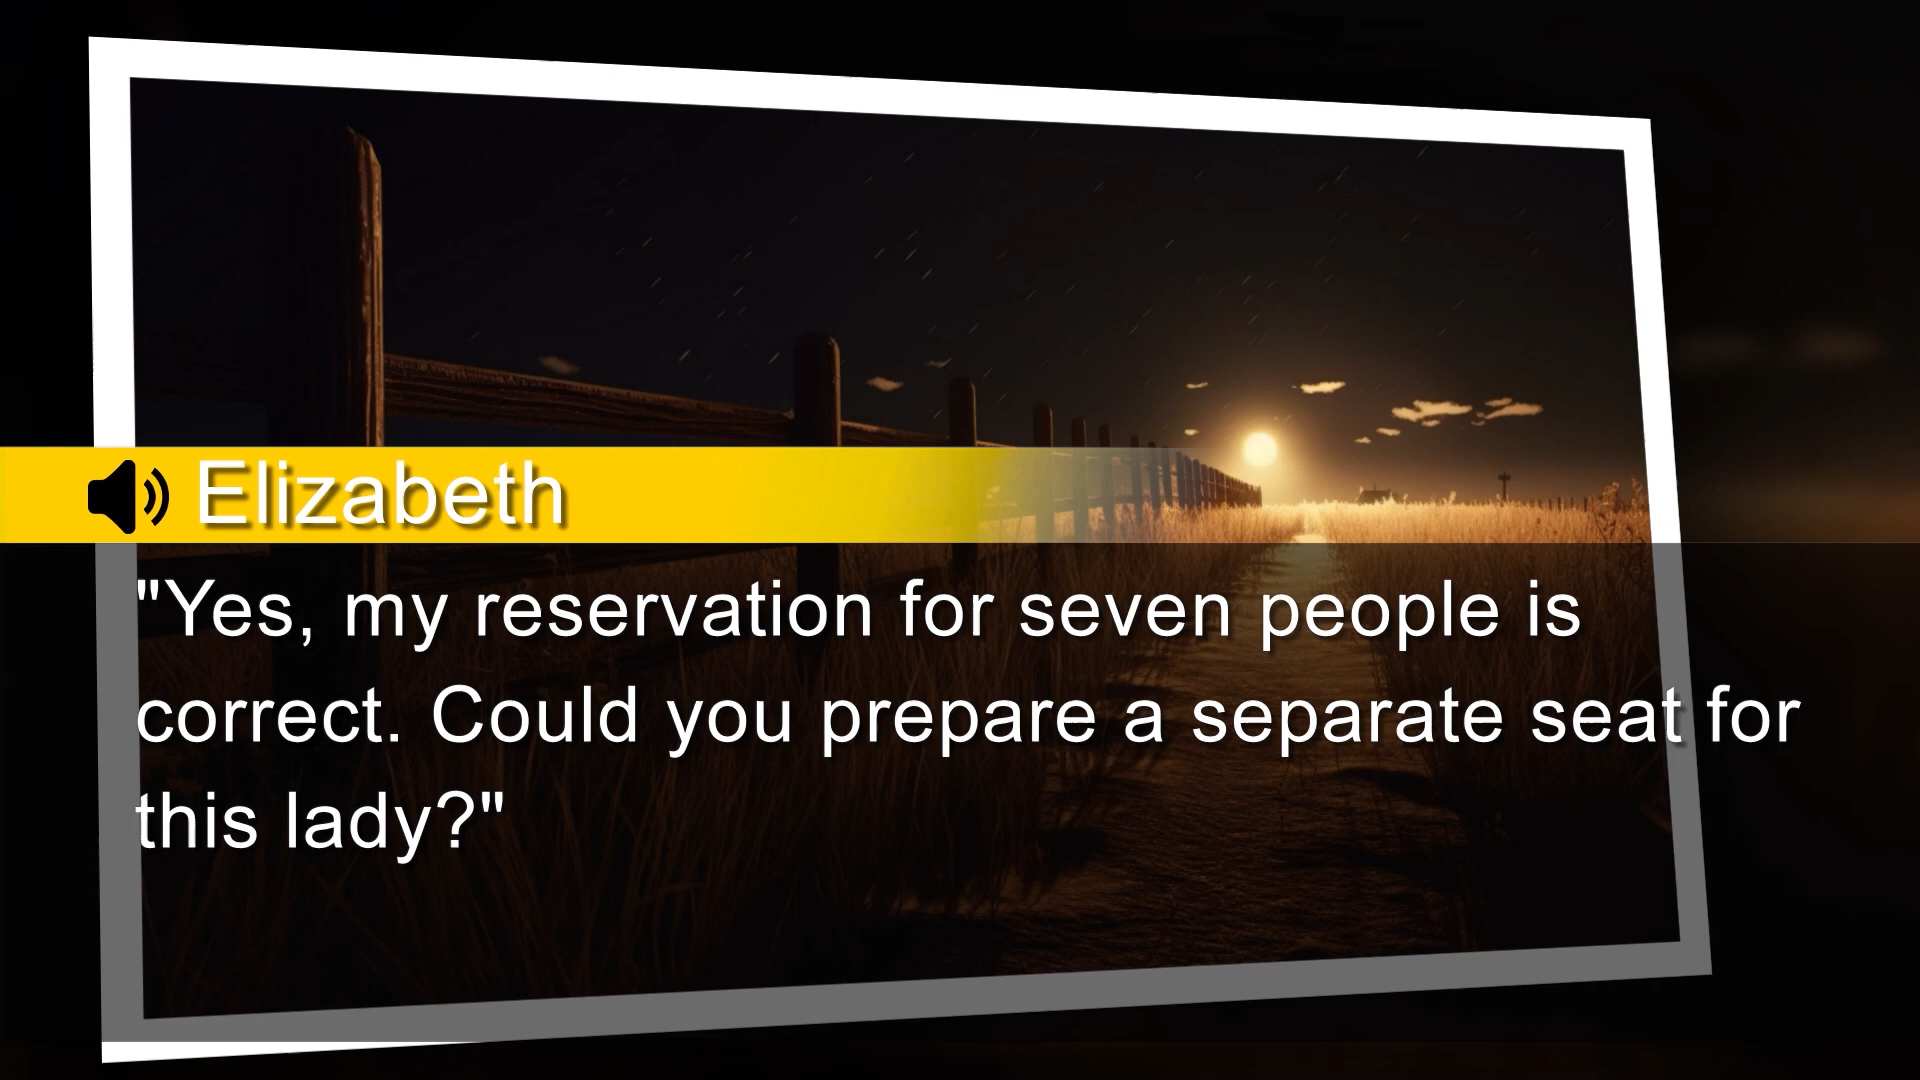 Elizabeth
"Yes, my reservation for seven people is
correct. Could you prepare a separate seat for
this lady?"